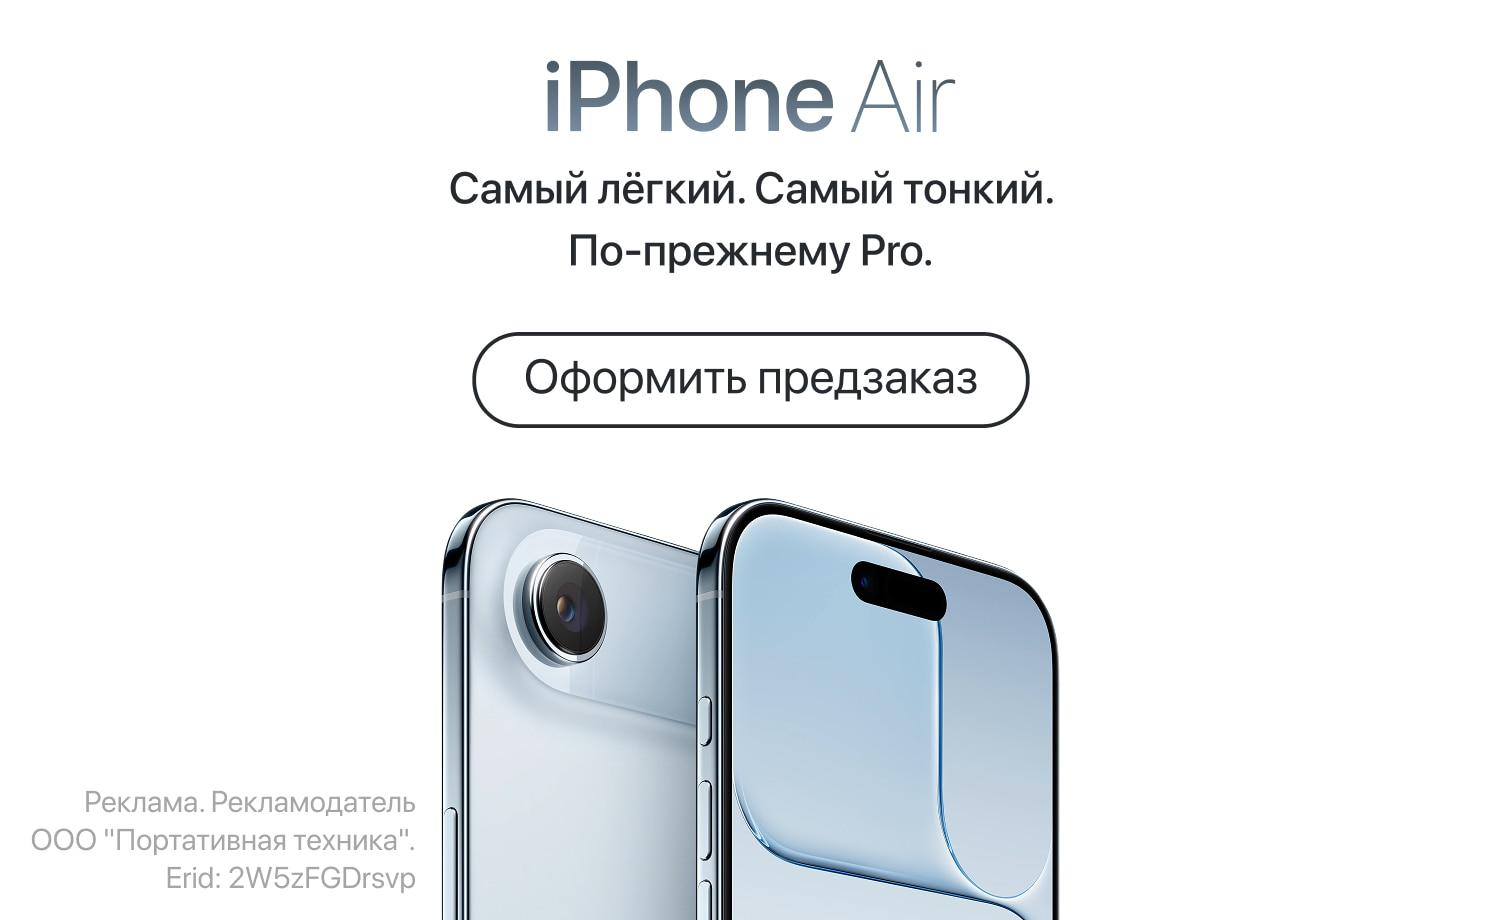 iPhone Air
Самый лёгкий. Самый тонкий.
По-прежнему Pro.
Оформить предзаказ
Реклама. Рекламодатель
ООО "Портативная техника".
Erid: 2W5zFGDrsvp